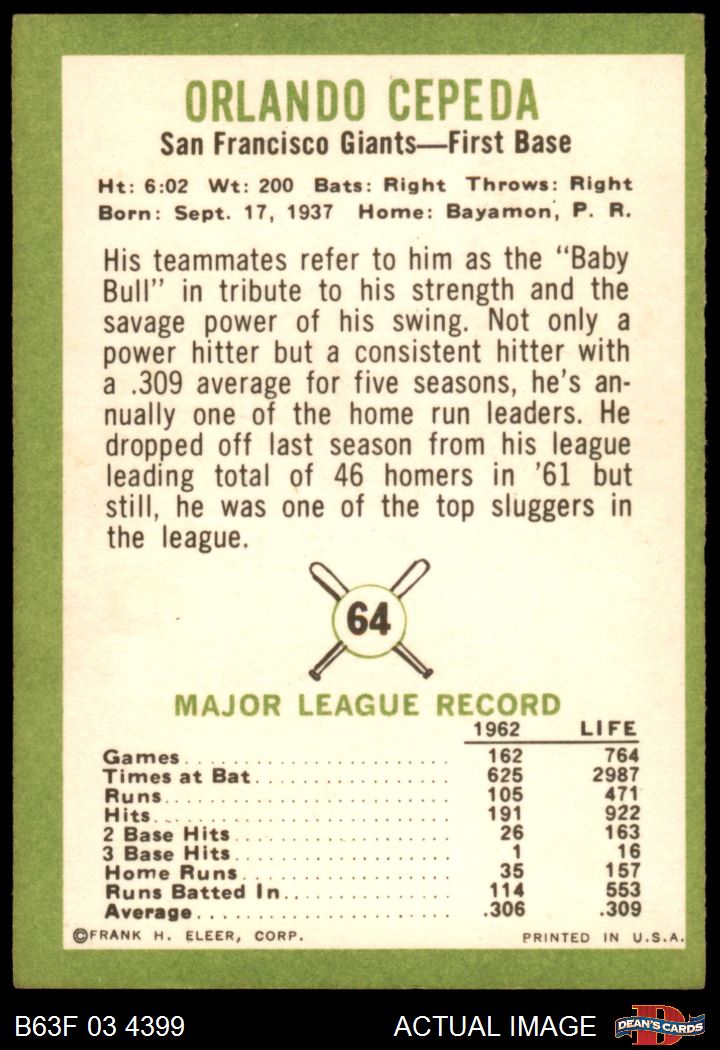 ORLANDO CEPEDA
San Francisco Giants—First Base
Ht: 6:02 Wt: 200 Bats: Right Throws: Right
Born: Sept. 17, 1937 Home: Bayamon, P. R.
His teammates refer to him as the "Baby
Bull" in tribute to his strength and the
savage power of his swing. Not only a
power hitter but a consistent hitter with
a .309 average for five seasons, he's an-
nually one of the home run leaders. He
dropped off last season from his league
leading total of 46 homers in '61 but
still, he was one of the top sluggers in
the league.
64
MAJOR LEAGUE RECORD
1962 LIFE
Games 162 764
Times at Bat 625 2987
Runs 105 471
Hits 191 922
2 Base Hits 26 163
3 Base Hits 1 16
Home Runs 35 157
Runs Batted In 114 553
Average .306 .309
©FRANK H. ELEER, CORP. PRINTED IN U.S.A.
B63F 03 4399 ACTUAL IMAGE D DEAN'S CARDS